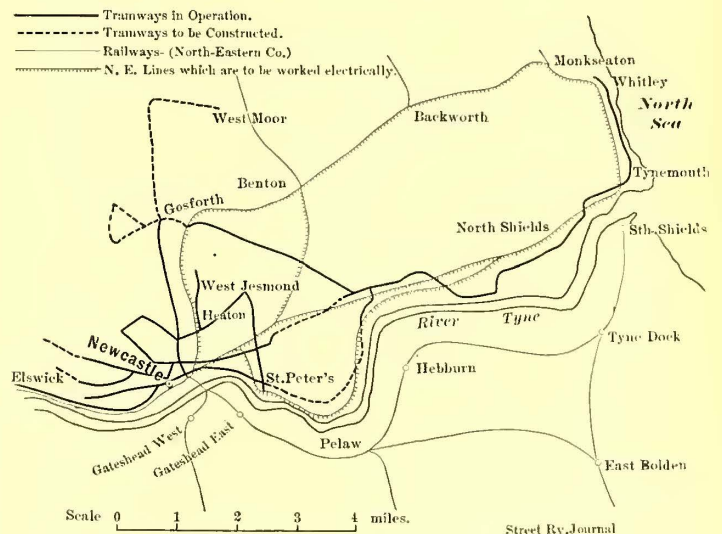 Tramways in Operation.
Tramways to be Constructed.
Railways- (North-Eastern Co.)
N. E. Lines which are to be worked electrically.
Monkseaton
Whitley
North
Sea
West Moor
Backworth
Benton
Tynemouth
Gosforth
North Shields
Sth. Shields
West Jesmond
Heaton
River Tyne
Newcastle
Tyne Dock
Elswick
St. Peter's
Hebburn
Gateshead West
Gateshead East
Pelaw
East Bolden
Scale 0 1 2 3 4 miles.
Street Ry. Journal